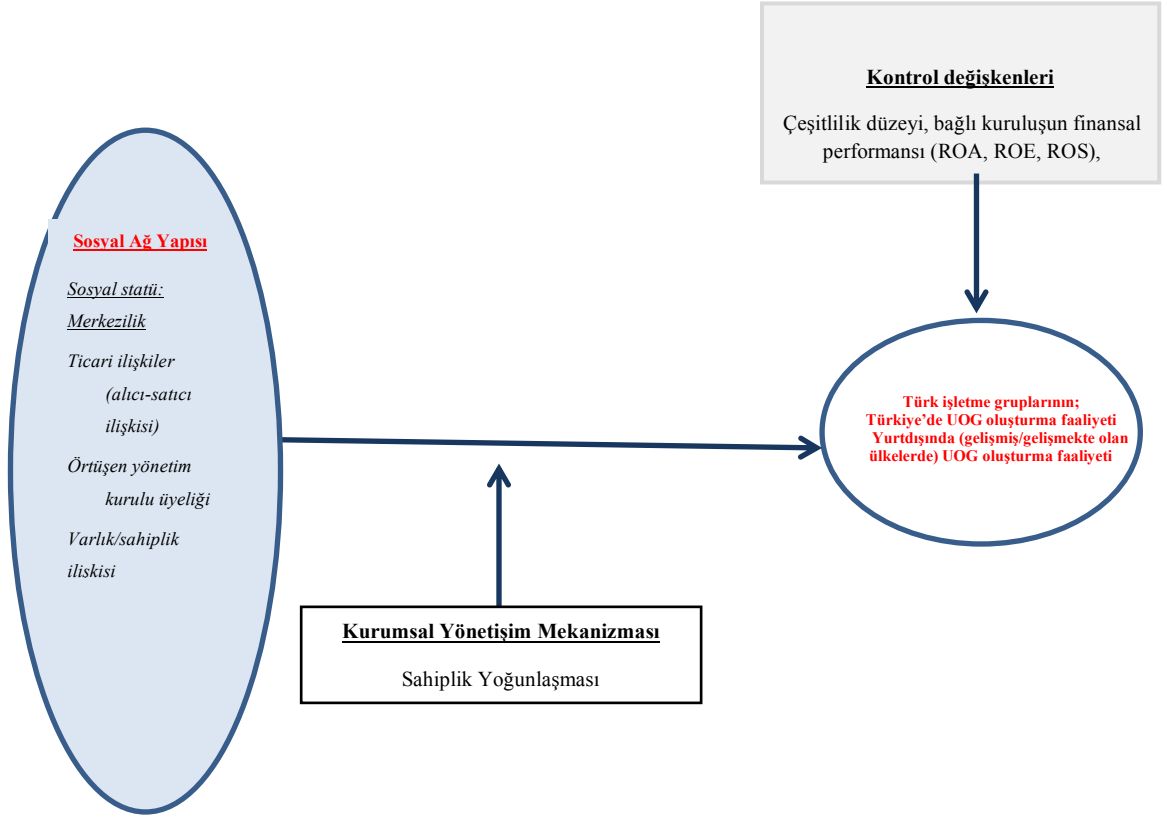 Kontrol değişkenleri
Çeşitlilik düzeyi, bağlı kuruluşun finansal
performansı (ROA, ROE, ROS),
Sosyal Ağ Yapısı
Sosyal statü:
Merkezilik
Ticari ilişkiler
(alıcı-satıcı
ilişkisi)
Örtüşen yönetim
kurulu üyeliği
Varlık/sahiplik
iliskisi
Türk işletme gruplarının;
Türkiye’de UOG oluşturma faaliyeti
Yurtdışında (gelişmiş/gelişmekte olan
ülkelerde) UOG oluşturma faaliyeti
Kurumsal Yönetişim Mekanizması
Sahiplik Yoğunlaşması